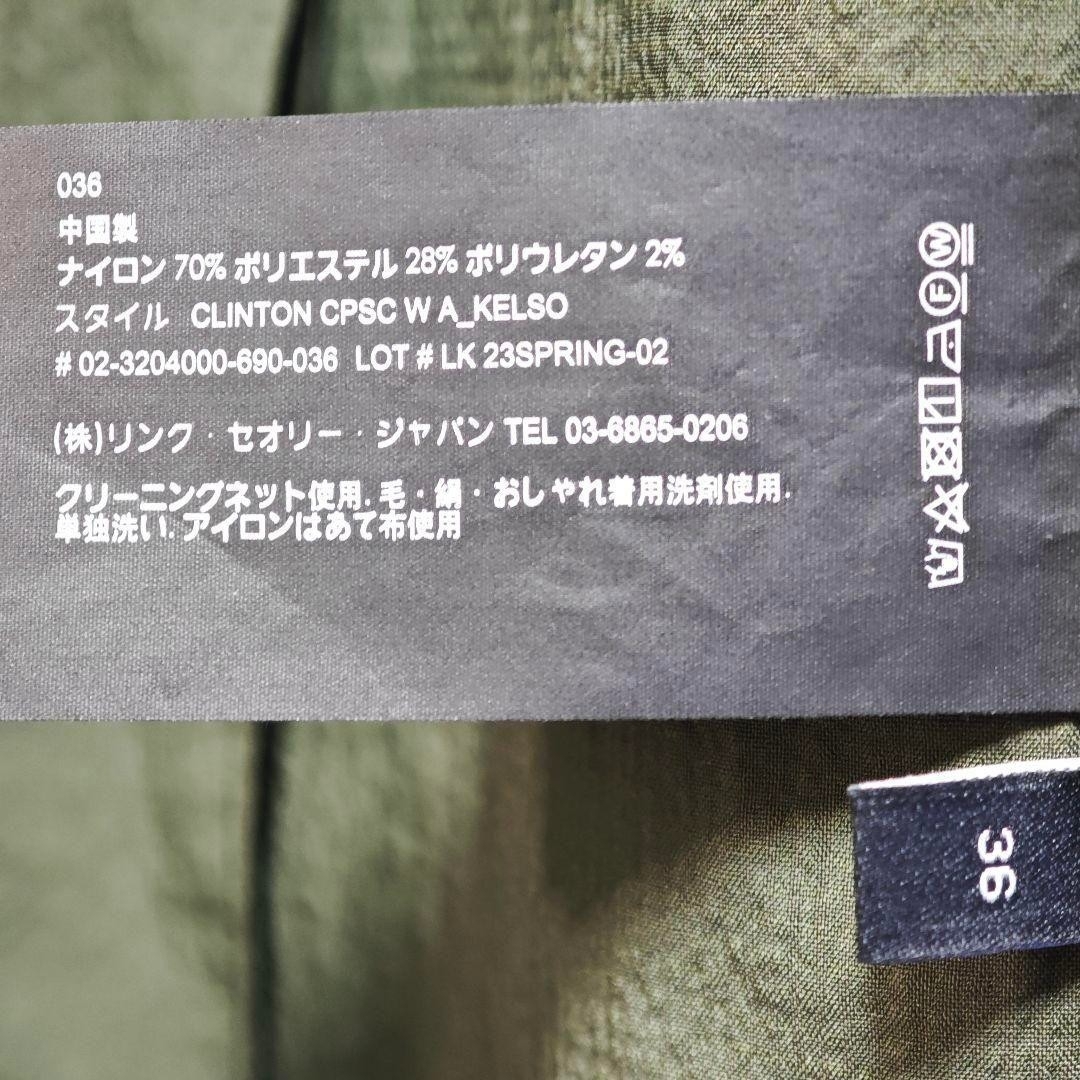 036
中国製
ナイロン 70% ポリエステル 28% ポリウレタン 2%
スタイル CLINTON CPSC W A_KELSO
# 02-3204000-690-036 LOT # LK 23SPRING-02
(株)リンク・セオリー・ジャパン TEL 03-6865-0206
クリーニングネット使用. 毛・絹・おしゃれ着用洗剤使用.
単独洗い. アイロンはあて布使用
W
F
36